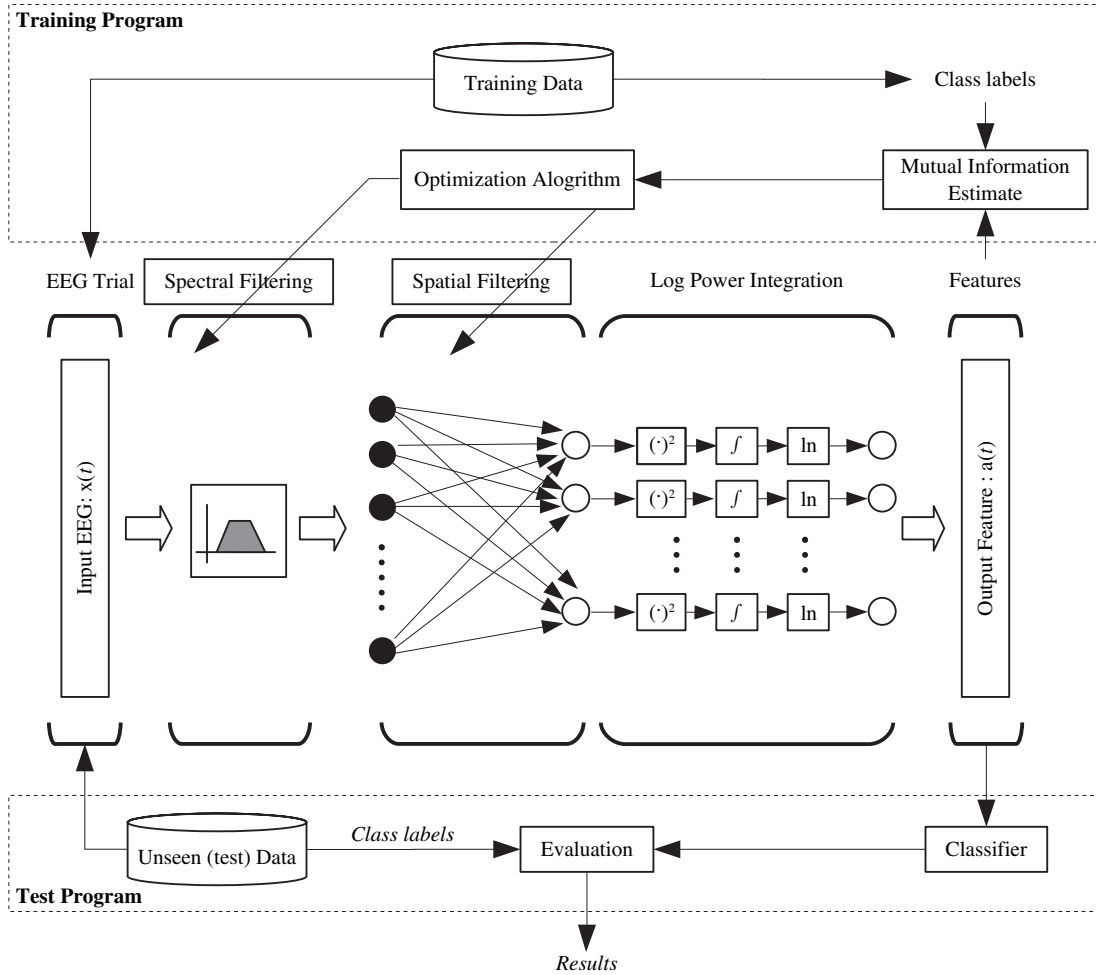 Training Program
Training Data
Class labels
Optimization Alogrithm
Mutual Information
Estimate
EEG Trial
Spectral Filtering
Spatial Filtering
Log Power Integration
Features
Input EEG: x(t)
(·)² ∫ ln
(·)² ∫ ln
(·)² ∫ ln
Output Feature : a(t)
Class labels
Unseen (test) Data
Evaluation
Classifier
Test Program
Results